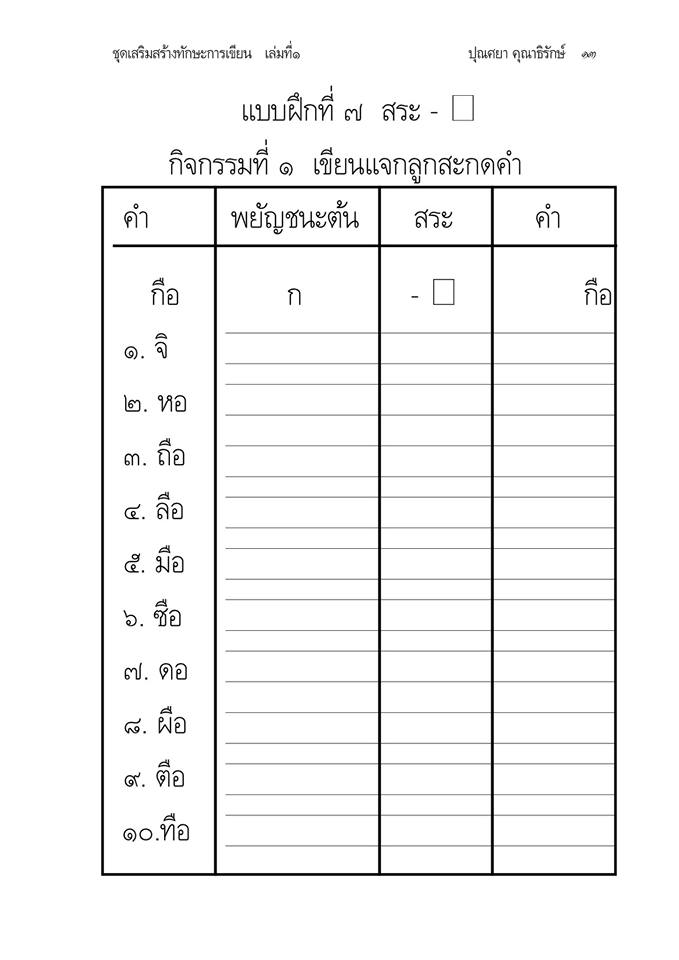 ชุดเสริมสร้างทักษะการเขียน เล่มที่๑ ปุณศยา คุณาธิรักษ์ ๑๓
แบบฝึกที่ ๗ สระ - □
กิจกรรมที่ ๑ เขียนแจกลูกสะกดคำ
คำ พยัญชนะต้น สระ คำ
กือ ก - □ กือ
๑. จิ
๒. หอ
๓. ถือ
๔. ลือ
๕. มือ
๖. ซือ
๗. ดอ
๘. ผือ
๙. ตือ
๑๐.ทือ